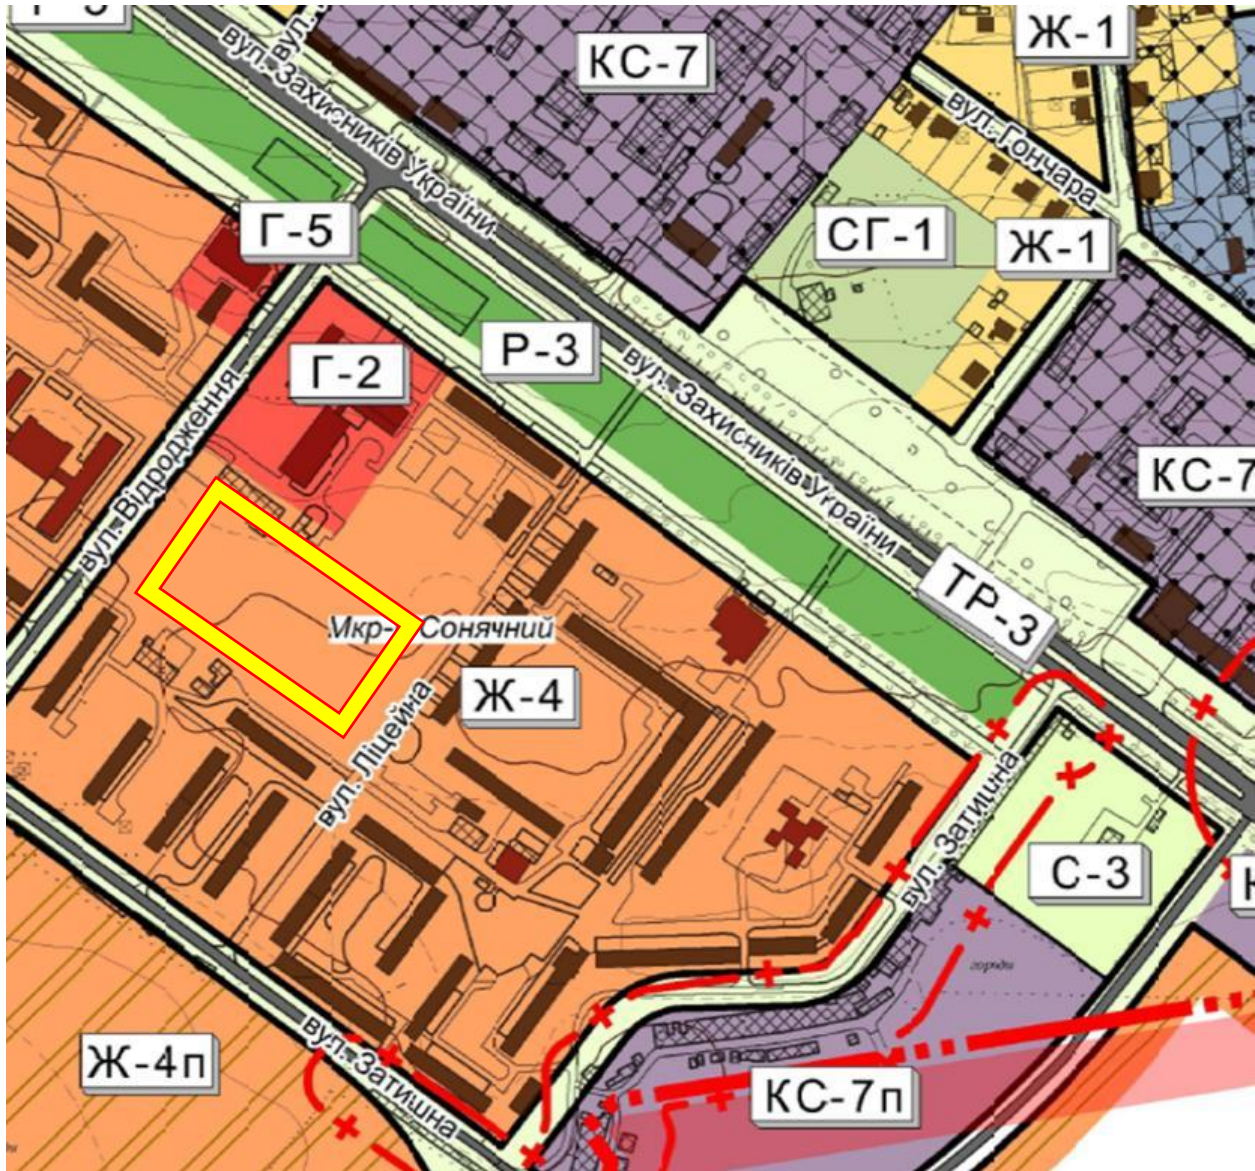 Ж-1
КС-7
вул. Захисників України
вул. Гончара
Г-5
СГ-1
Ж-1
Р-3
Г-2
вул. Захисників України
вул. Відродження
КС-7
ТР-3
Мкр- Сонячний
Ж-4
вул. Ліцейна
вул. Затишна
С-3
городи
вул. Затишна
Ж-4п
КС-7п